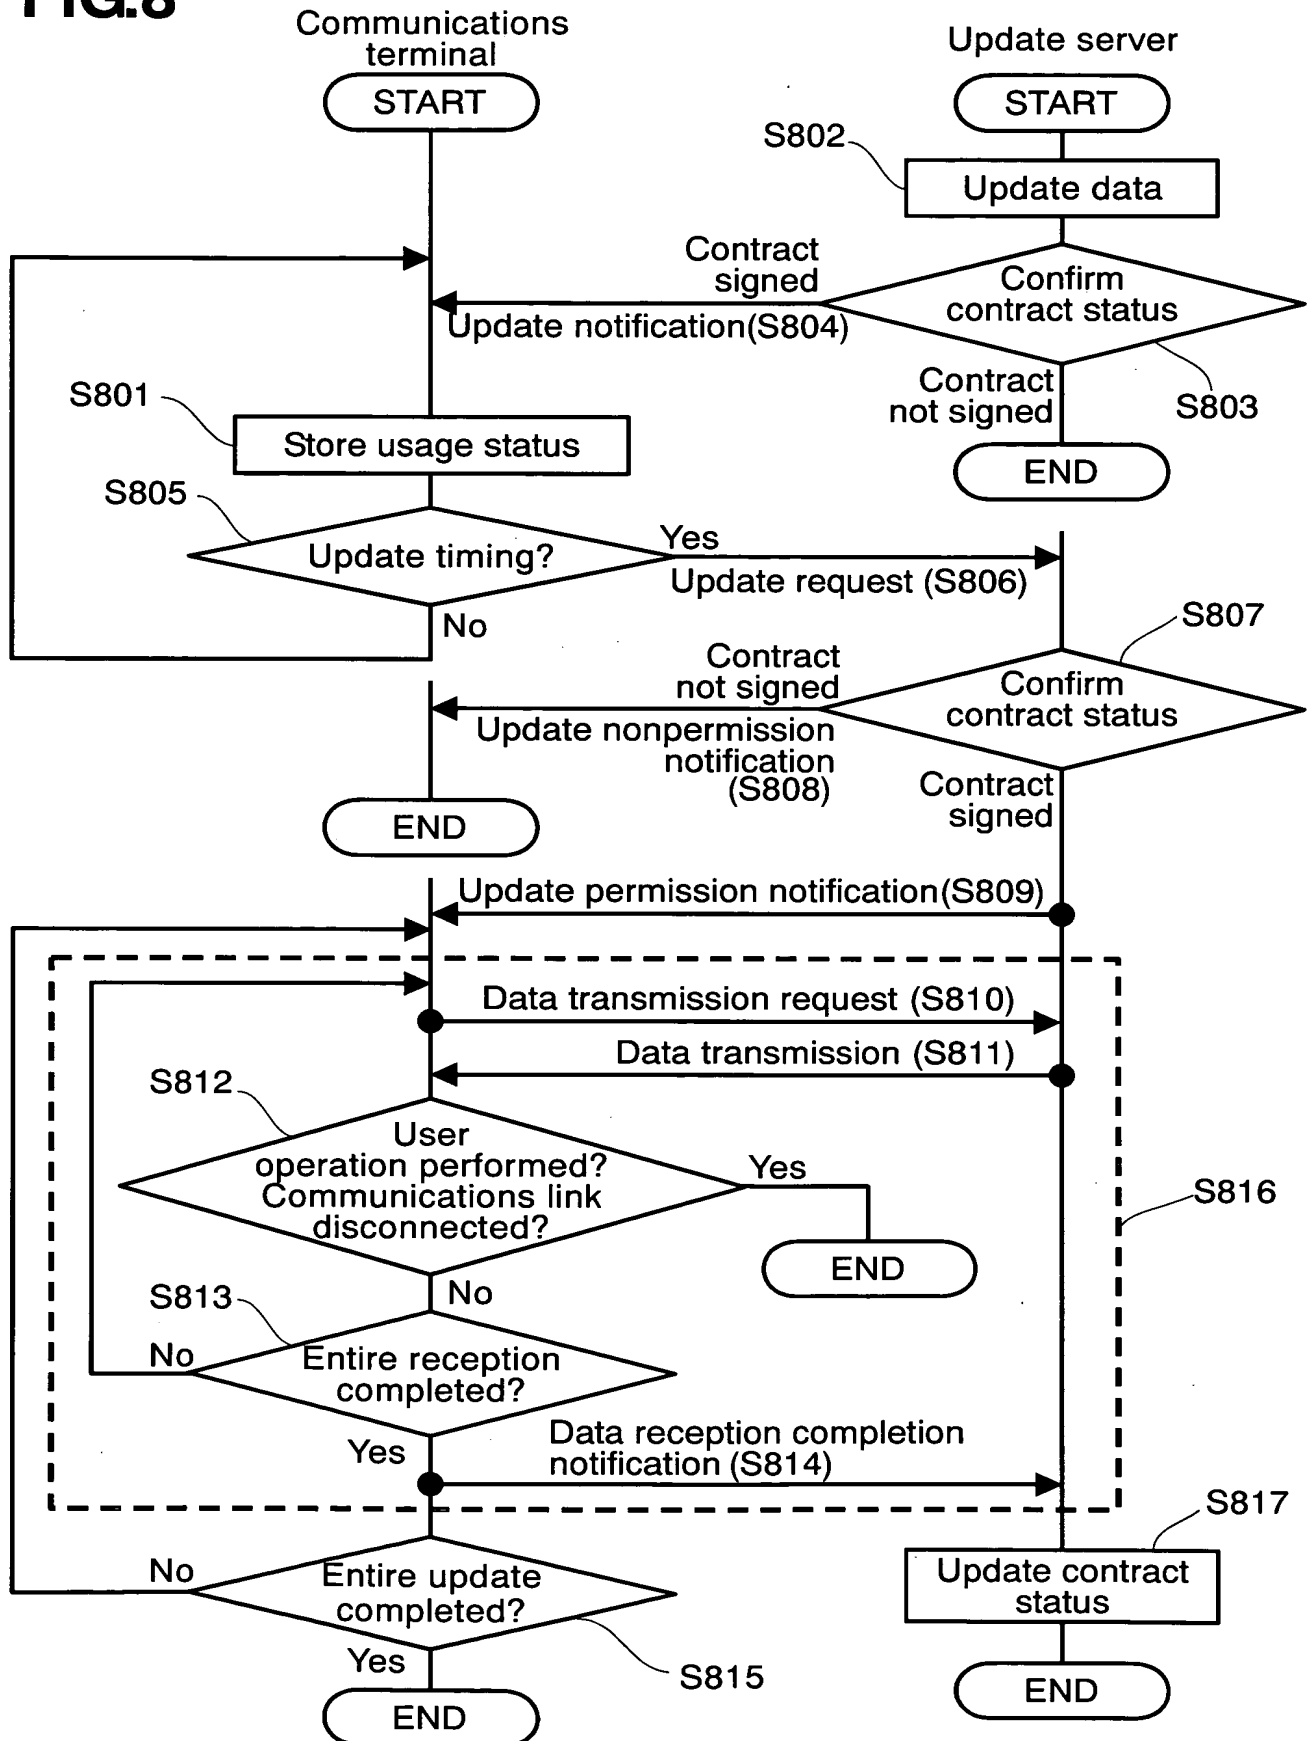 FIG.8
Communications
terminal
Update server
START
START
S802
Update data
Contract
signed
Confirm
contract status
Update notification(S804)
S803
Contract
not signed
S801
Store usage status
END
S805
Update timing?
Yes
Update request (S806)
No
S807
Contract
not signed
Confirm
contract status
Update nonpermission
notification
(S808)
Contract
signed
END
Update permission notification(S809)
Data transmission request (S810)
Data transmission (S811)
S812
User
operation performed?
Communications link
disconnected?
Yes
S816
END
No
S813
Entire reception
completed?
No
Yes
Data reception completion
notification (S814)
S817
No
Entire update
completed?
Update contract
status
Yes
S815
END
END